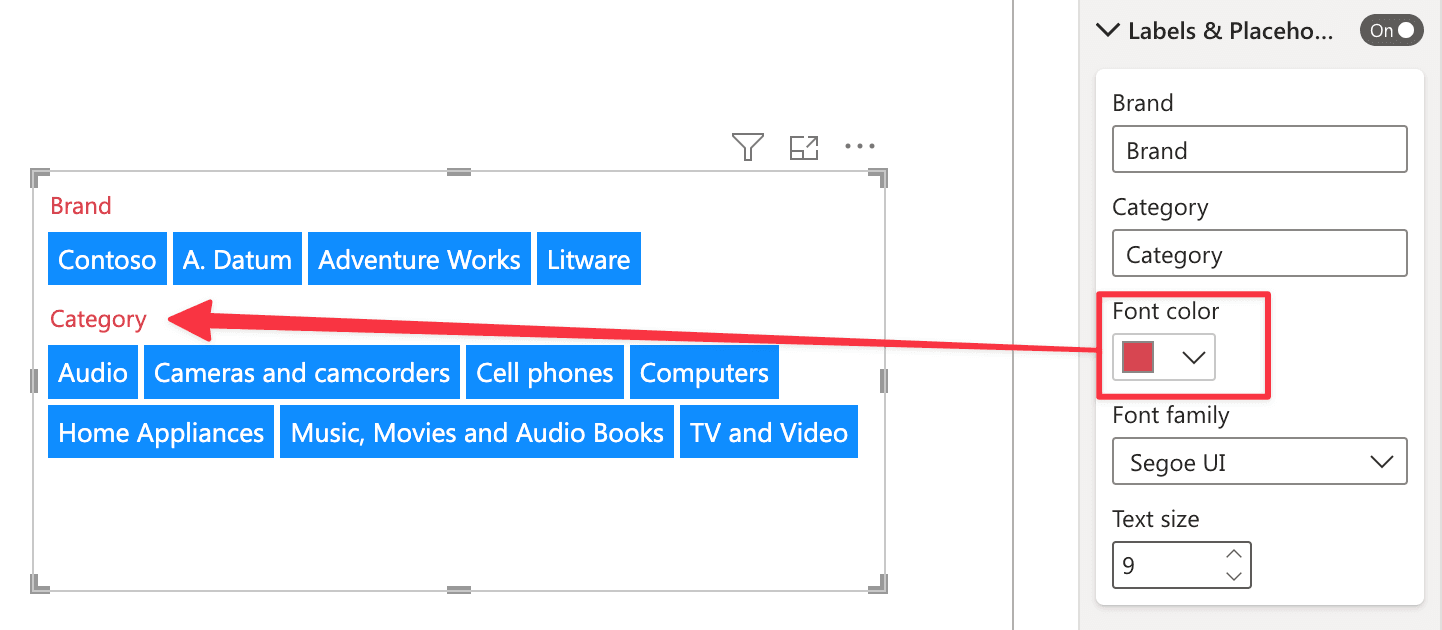 Brand
Contoso A. Datum Adventure Works Litware
Category
Audio Cameras and camcorders Cell phones Computers
Home Appliances Music, Movies and Audio Books TV and Video
Labels & Placeho... On
Brand
Brand
Category
Category
Font color
Font family
Segoe UI
Text size
9